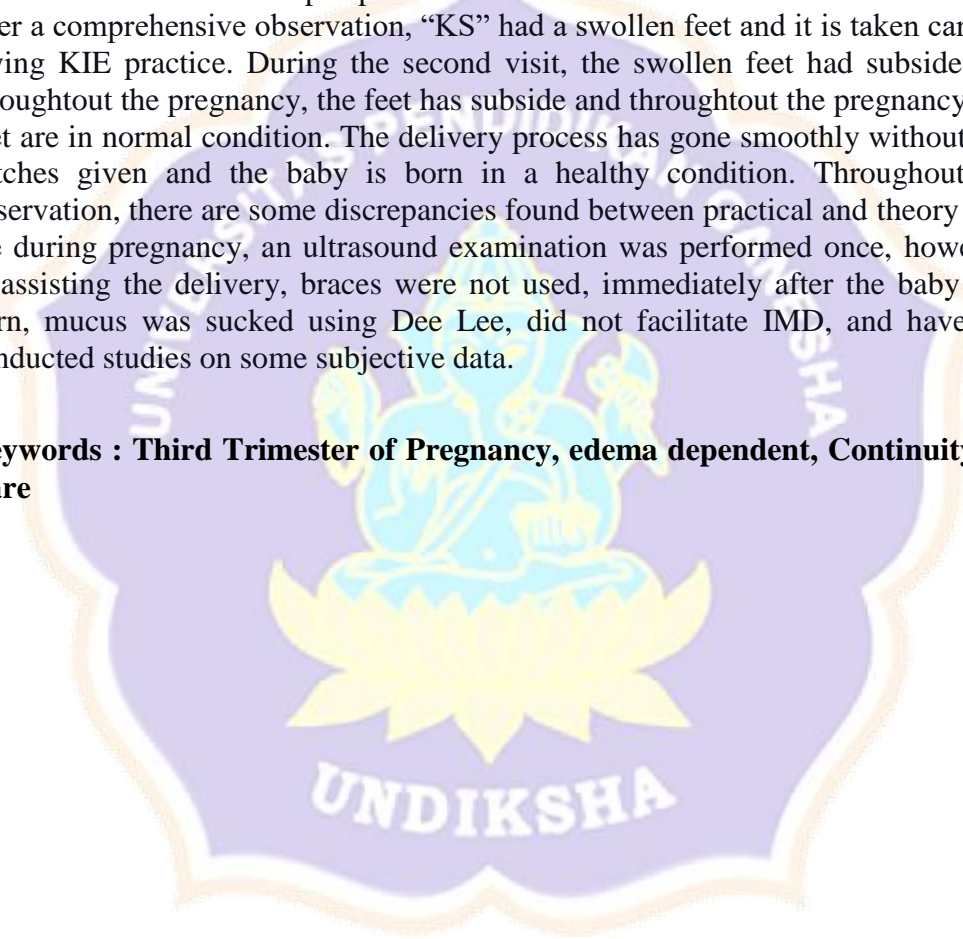 er a comprehensive observation, “KS” had a swollen feet and it is taken car
ving KIE practice. During the second visit, the swollen feet had subside
oughtout the pregnancy, the feet has subside and throughtout the pregnancy
et are in normal condition. The delivery process has gone smoothly without
tches given and the baby is born in a healthy condition. Throughout
servation, there are some discrepancies found between practical and theory
e during pregnancy, an ultrasound examination was performed once, howe
assisting the delivery, braces were not used, immediately after the baby
rn, mucus was sucked using Dee Lee, did not facilitate IMD, and have
nducted studies on some subjective data.
eywords : Third Trimester of Pregnancy, edema dependent, Continuity
are
UNIVERSITAS PENDIDIKAN GANESHA
UNDIKSHA